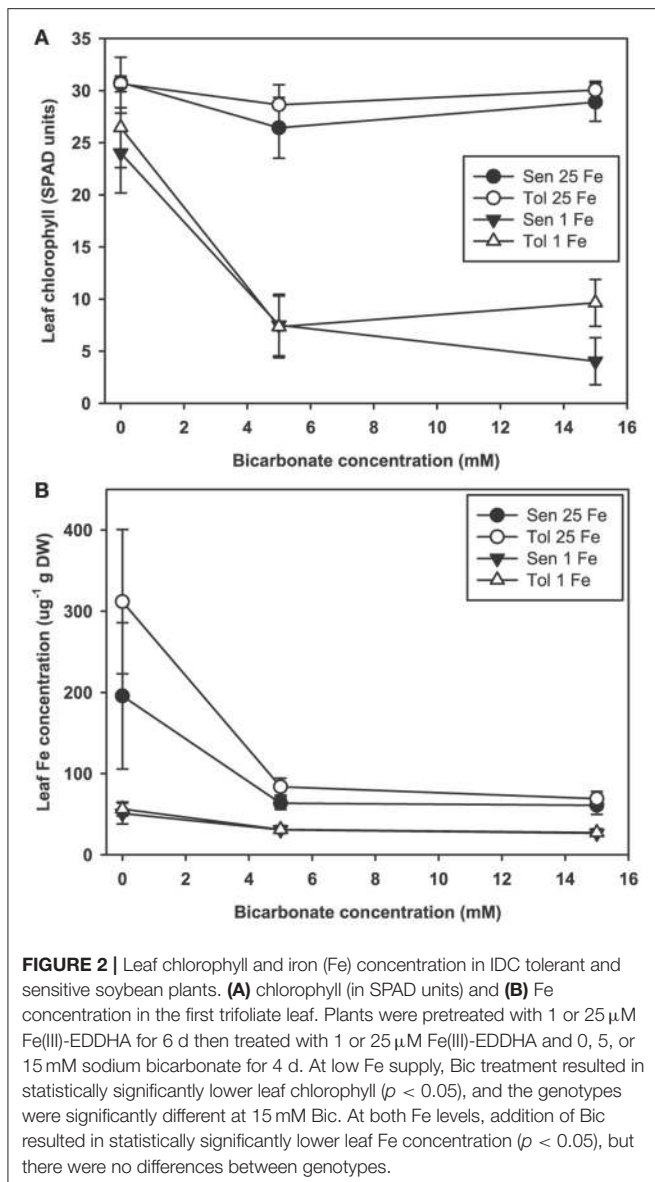 A
35
30
25
20
15
10
5
0
Leaf chlorophyll (SPAD units)
Sen 25 Fe
Tol 25 Fe
Sen 1 Fe
Tol 1 Fe
0 2 4 6 8 10 12 14 16
Bicarbonate concentration (mM)
B
400
300
200
100
0
Leaf Fe concentration (ug⁻¹ g DW)
Sen 25 Fe
Tol 25 Fe
Sen 1 Fe
Tol 1 Fe
0 2 4 6 8 10 12 14 16
Bicarbonate concentration (mM)
FIGURE 2 | Leaf chlorophyll and iron (Fe) concentration in IDC tolerant and
sensitive soybean plants. (A) chlorophyll (in SPAD units) and (B) Fe
concentration in the first trifoliate leaf. Plants were pretreated with 1 or 25 μM
Fe(III)-EDDHA for 6 d then treated with 1 or 25 μM Fe(III)-EDDHA and 0, 5, or
15 mM sodium bicarbonate for 4 d. At low Fe supply, Bic treatment resulted in
statistically significantly lower leaf chlorophyll (p < 0.05), and the genotypes
were significantly different at 15 mM Bic. At both Fe levels, addition of Bic
resulted in statistically significantly lower leaf Fe concentration (p < 0.05), but
there were no differences between genotypes.